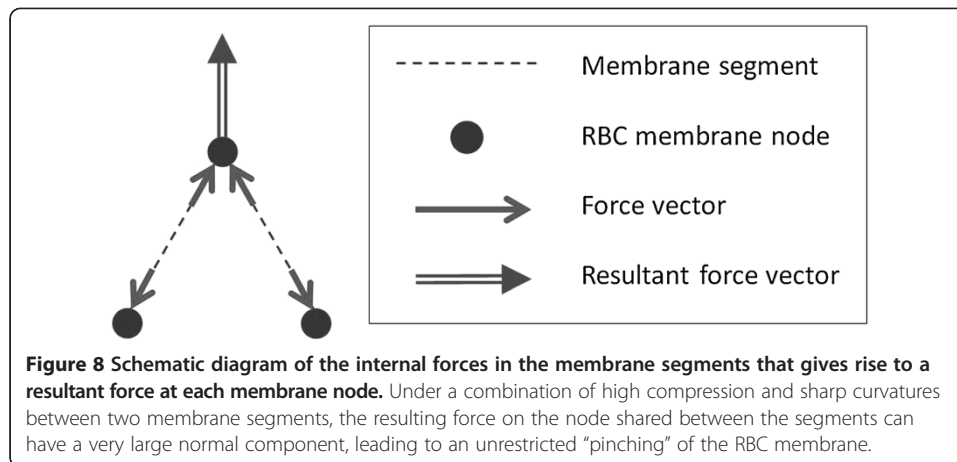 Membrane segment
RBC membrane node
Force vector
Resultant force vector
Figure 8 Schematic diagram of the internal forces in the membrane segments that gives rise to a
resultant force at each membrane node. Under a combination of high compression and sharp curvatures
between two membrane segments, the resulting force on the node shared between the segments can
have a very large normal component, leading to an unrestricted “pinching” of the RBC membrane.